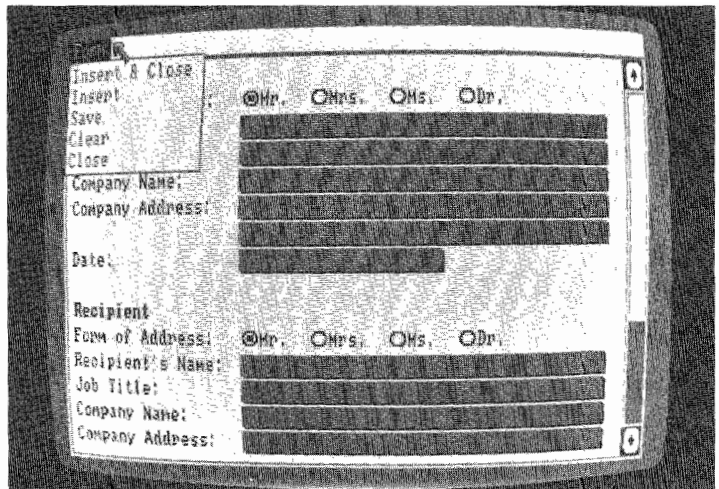 Insert & Close
Insert
Save
Clear
Close
: Mr. Mrs. Ms. Dr.
Company Name:
Company Address:
Date:
Recipient
Form of Address: Mr. Mrs. Ms. Dr.
Recipient's Name:
Job Title:
Company Name:
Company Address: